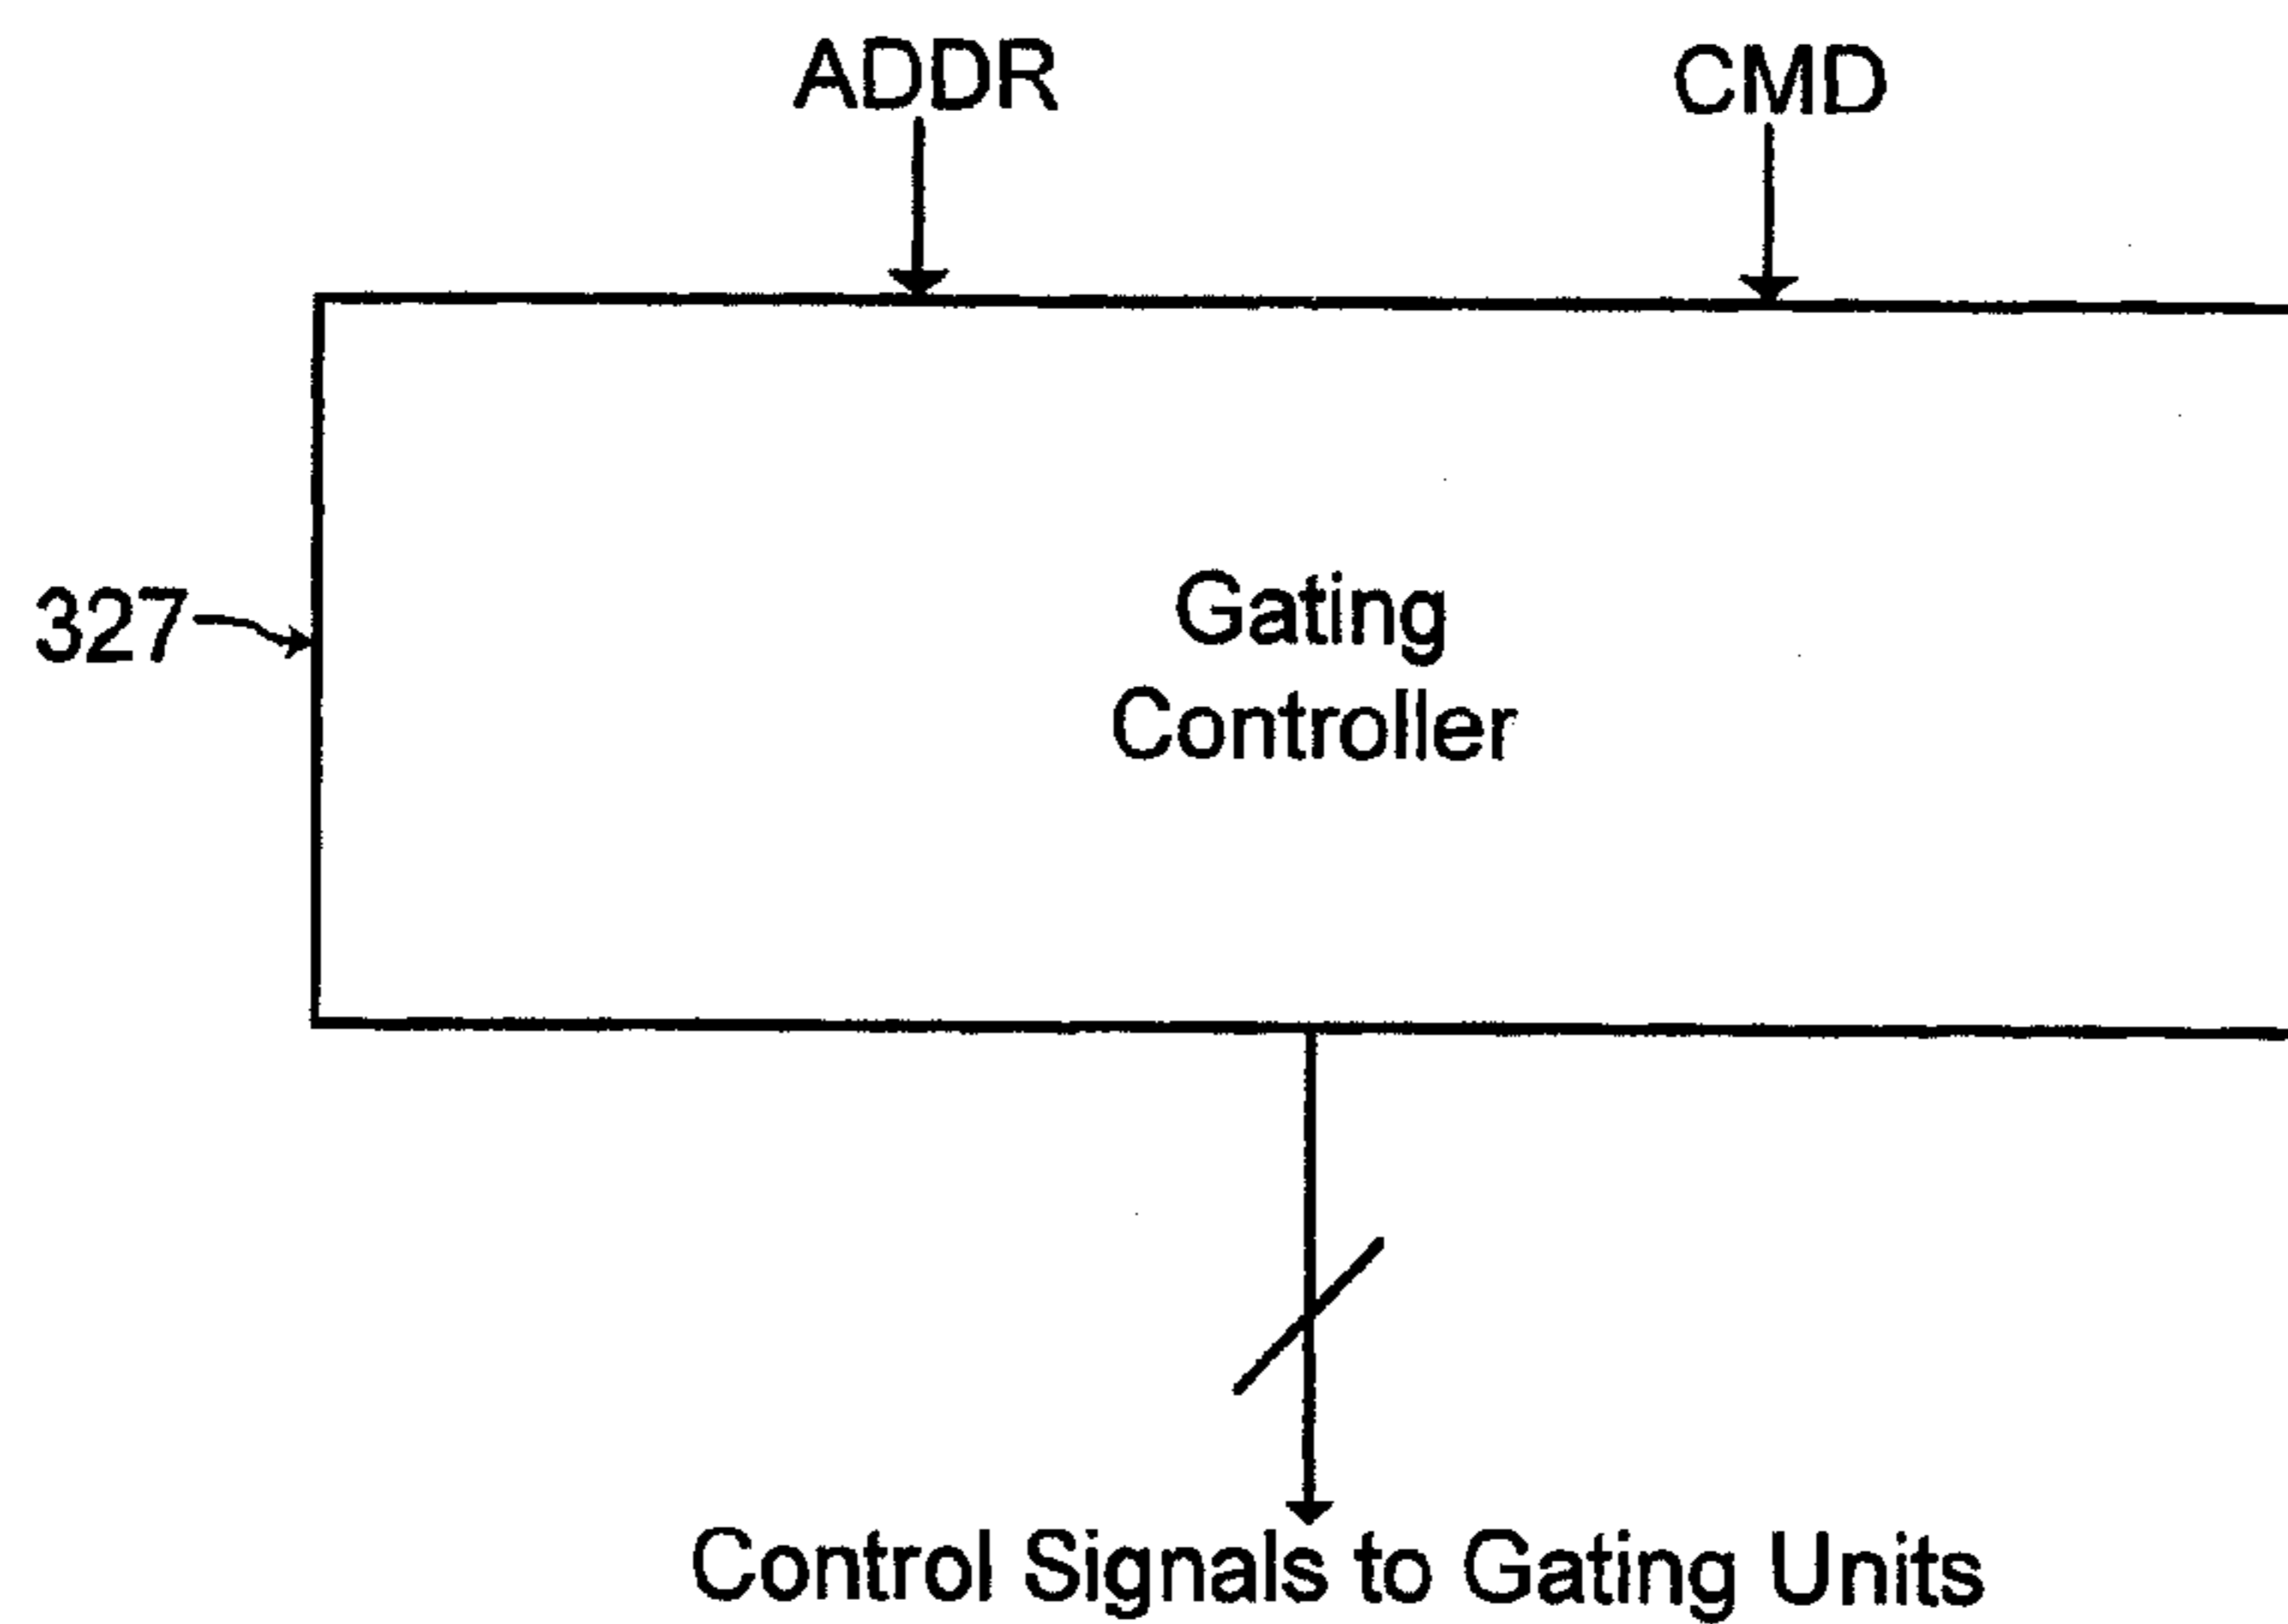 ADDR
CMD
327
Gating
Controller
Control Signals to Gating Units